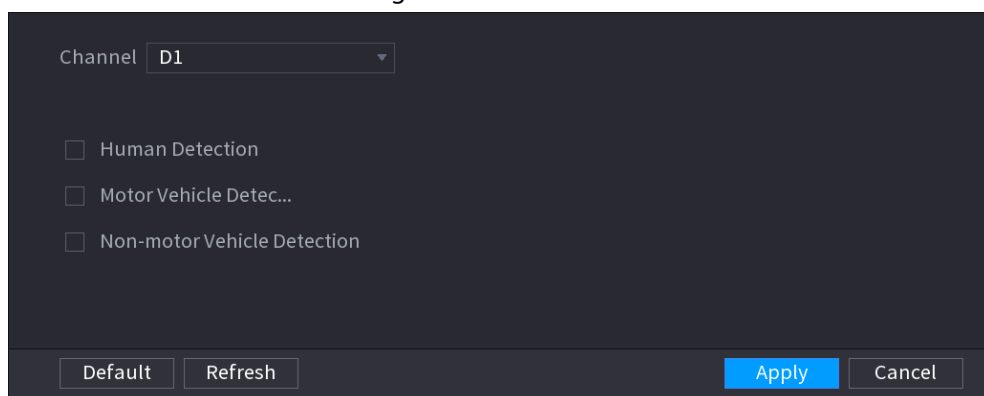 Channel D1
Human Detection
Motor Vehicle Detec...
Non-motor Vehicle Detection
Default Refresh Apply Cancel